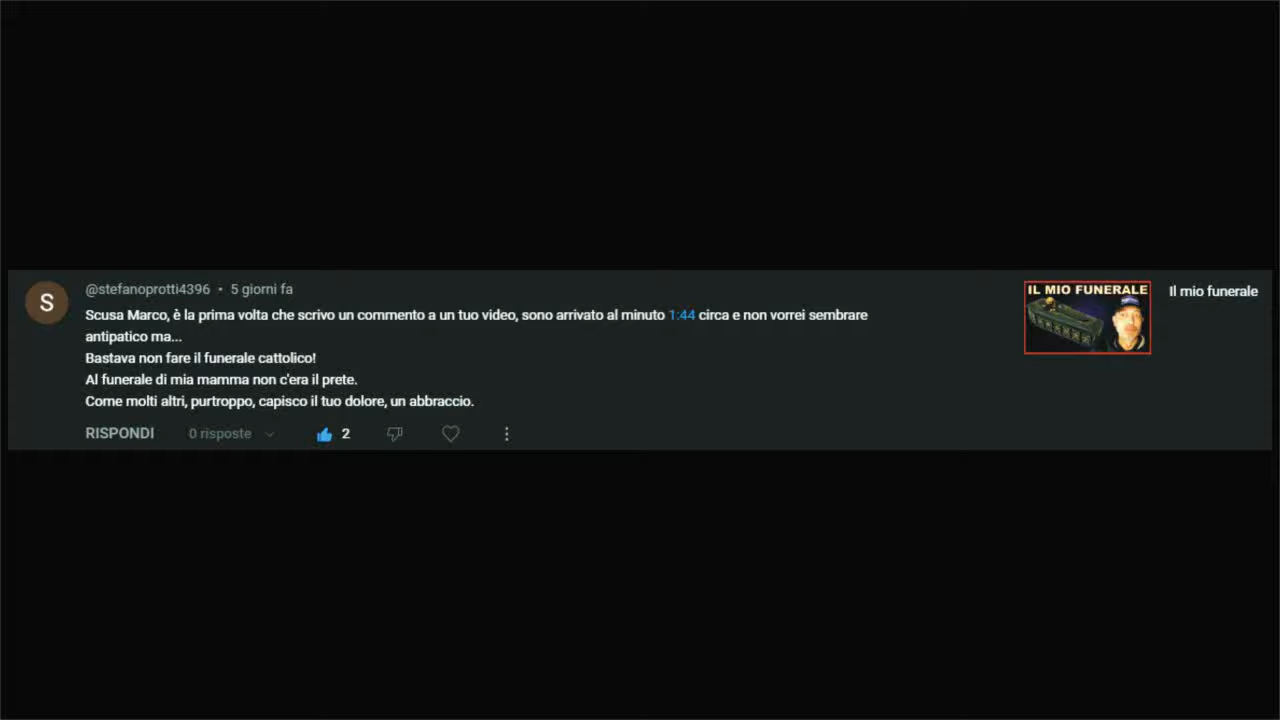 S
@stefanoprotti4396 • 5 giorni fa
Scusa Marco, è la prima volta che scrivo un commento a un tuo video, sono arrivato al minuto 1:44 circa e non vorrei sembrare
antipatico ma...
Bastava non fare il funerale cattolico!
Al funerale di mia mamma non c'era il prete.
Come molti altri, purtroppo, capisco il tuo dolore, un abbraccio.
RISPONDI 0 risposte 2
IL MIO FUNERALE
Il mio funerale